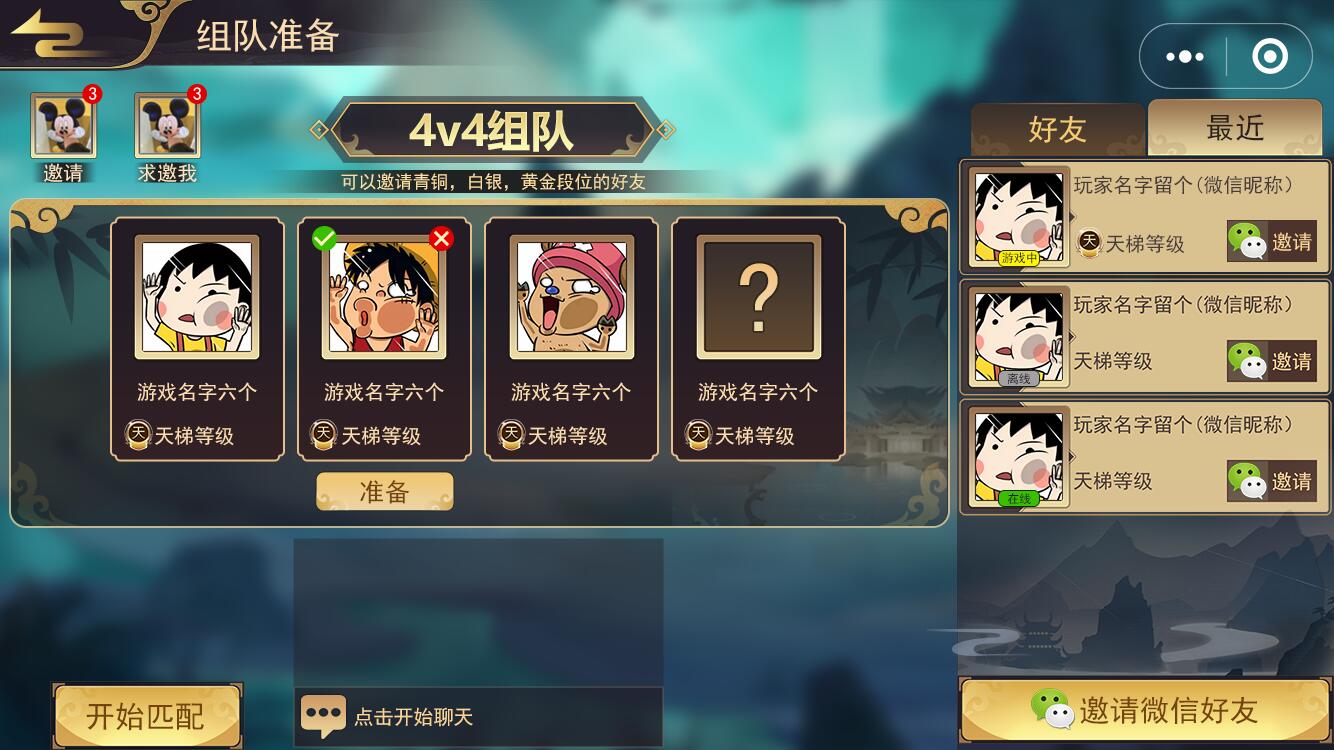 组队准备
3
邀请
3
求邀我
4v4组队
可以邀请青铜，白银，黄金段位的好友
好友
最近
?
游戏名字六个
天 天梯等级
游戏名字六个
天 天梯等级
游戏名字六个
天 天梯等级
游戏名字六个
天 天梯等级
准备
玩家名字留个（微信昵称）
游戏中
天 天梯等级
邀请
玩家名字留个（微信昵称）
离线
天梯等级
邀请
玩家名字留个（微信昵称）
在线
天梯等级
邀请
开始匹配
点击开始聊天
邀请微信好友